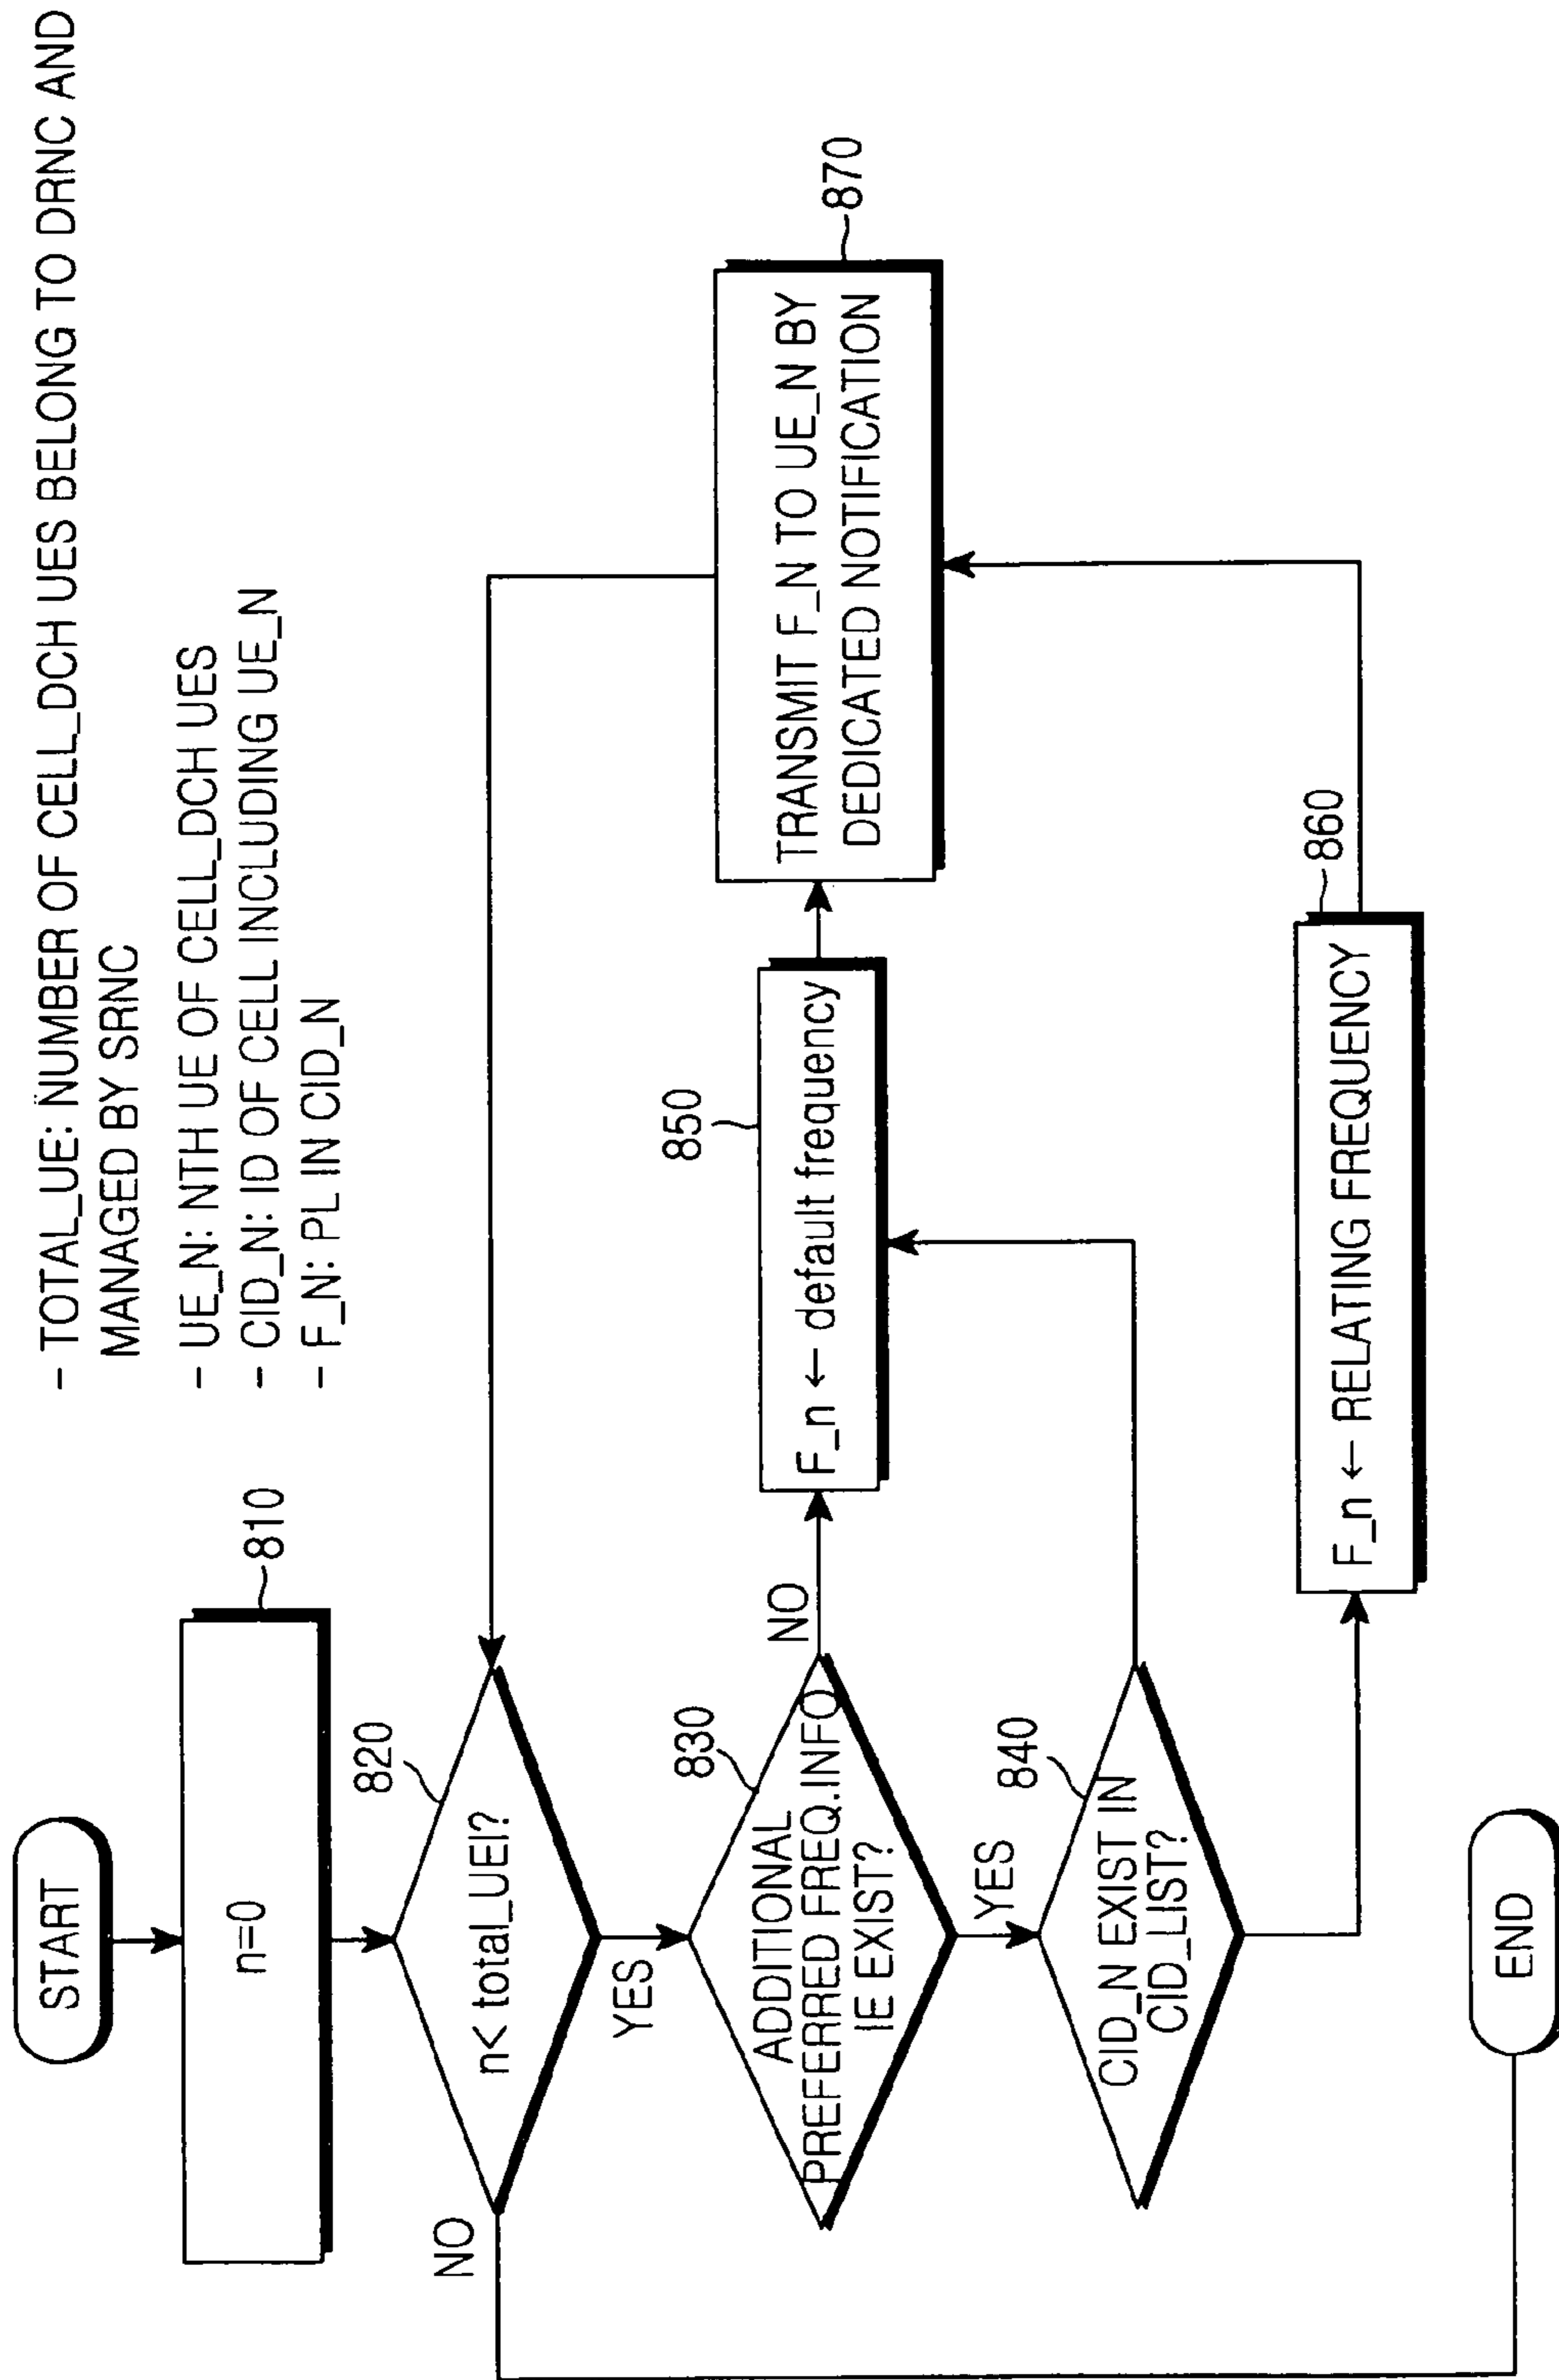 - TOTAL_UE: NUMBER OF CELL_DCH UES BELONG TO DRNC AND
MANAGED BY SRNC
- UE_N: NTH UE OF CELL_DCH UES
- CID_N: ID OF CELL INCLUDING UE_N
- F_N: PL IN CID_N
START
n=0
810
820
n< total_UEI?
NO
YES
830
ADDITIONAL
PREFERRED FREQ.INFO
IE EXIST?
NO
YES
850
F_n ← default frequency
870
TRANSMIT F_N TO UE_N BY
DEDICATED NOTIFICATION
840
CID_N EXIST IN
CID_LIST?
860
F_n ← RELATING FREQUENCY
END